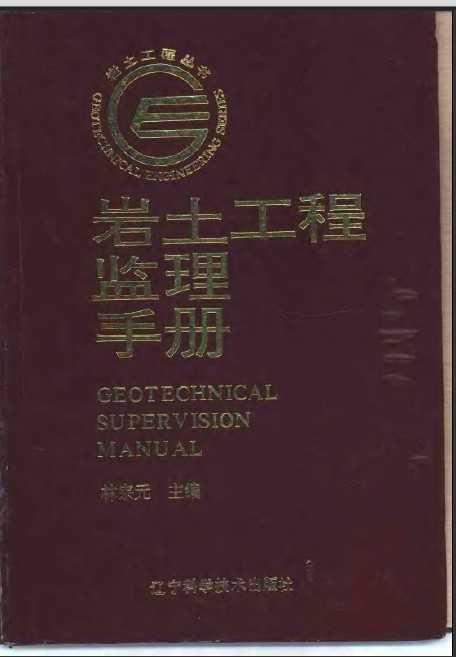 岩土工程丛书
GEOTECHNICAL ENGINEERING SERIES
岩土工程
监理
手册
GEOTECHNICAL
SUPERVISION
MANUAL
林宗元 主编
辽宁科学技术出版社